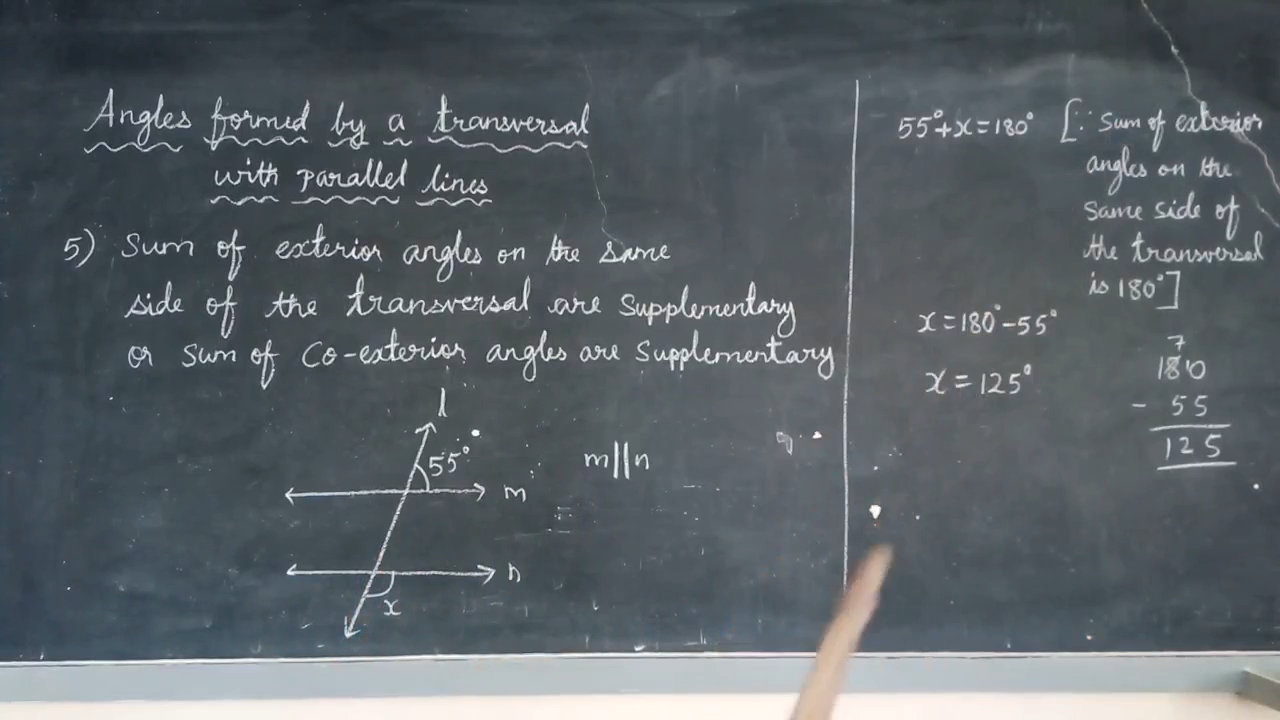 Angles formed by a transversal
with parallel lines
5) Sum of exterior angles on the same
side of the transversal are Supplementary
or Sum of Co-exterior angles are Supplementary
l
55°
m
m||n
n
x
55°+x=180° [∵ Sum of exterior
angles on the
Same side of
the transversal
is 180°]
x=180°-55°
x=125°
7
180
- 55
125